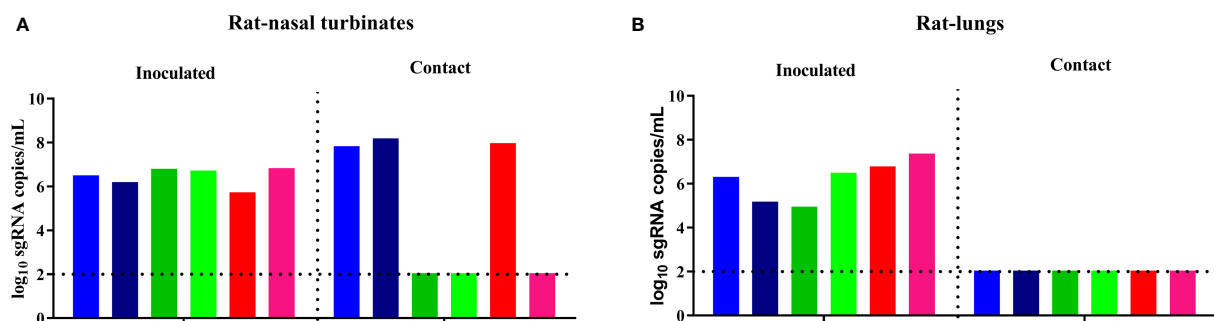 A
Rat-nasal turbinates
Inoculated
Contact
log₁₀ sgRNA copies/mL
10
8
6
4
2
0
B
Rat-lungs
Inoculated
Contact
log₁₀ sgRNA copies/mL
10
8
6
4
2
0